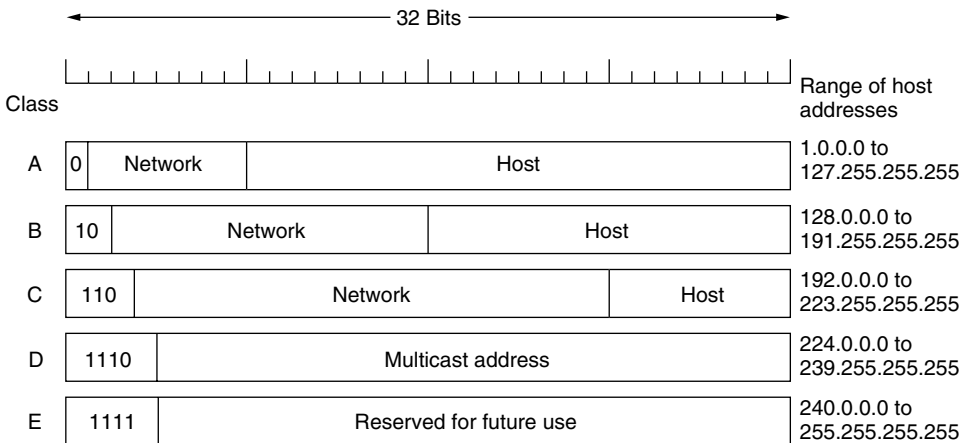 32 Bits
Range of host
addresses
Class
A
0
Network
Host
1.0.0.0 to
127.255.255.255
B
10
Network
Host
128.0.0.0 to
191.255.255.255
C
110
Network
Host
192.0.0.0 to
223.255.255.255
D
1110
Multicast address
224.0.0.0 to
239.255.255.255
E
1111
Reserved for future use
240.0.0.0 to
255.255.255.255